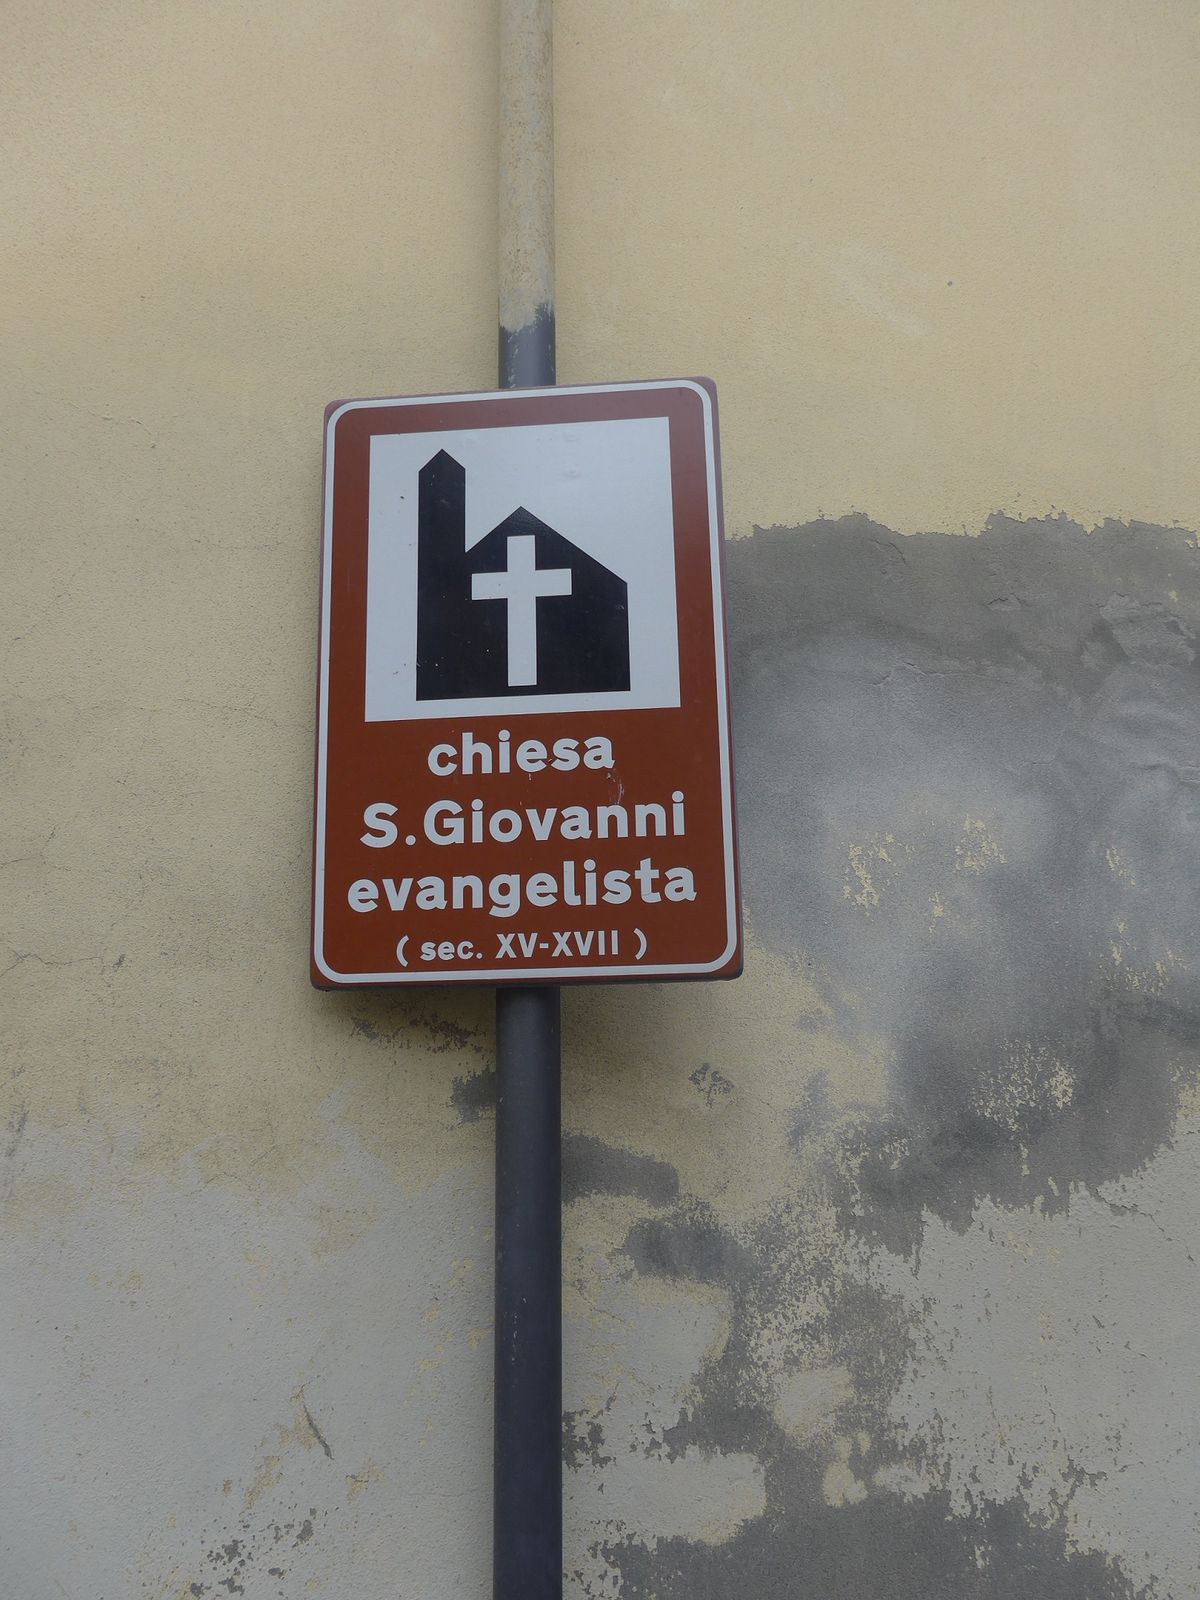 chiesa
S.Giovanni
evangelista
( sec. XV-XVII )